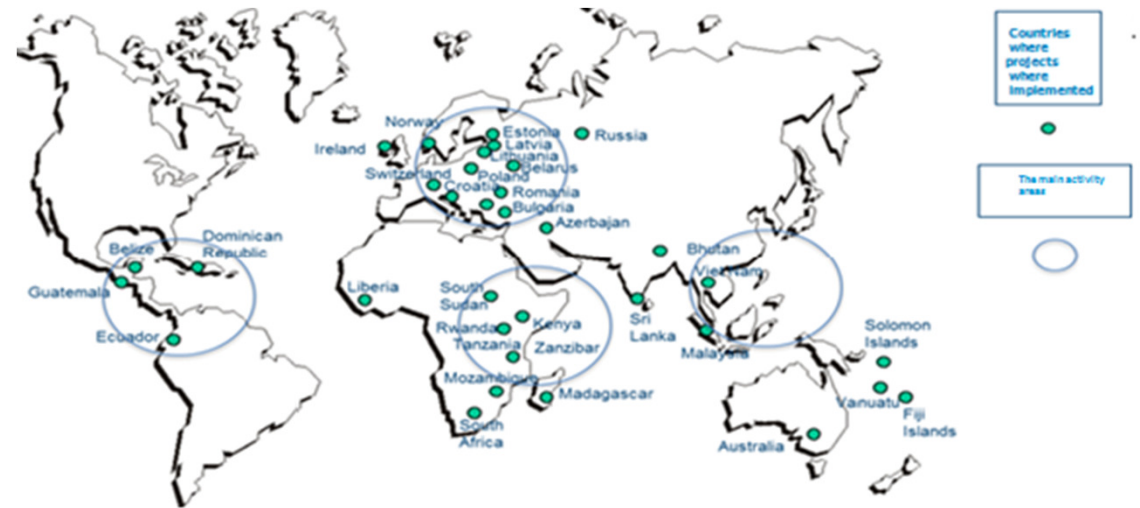 Countries
where
projects
where
Implemented
The main activity
areas
Norway
Ireland
Estonia
Latvia
Lithuania
Russia
Belarus
Switzerland
Poland
Croatia
Romania
Bulgaria
Azerbajan
Belize
Dominican
Republic
Guatemala
Ecuador
Liberia
South
Sudan
Rwanda
Kenya
Tanzania
Zanzibar
Mozambique
Madagascar
South
Africa
Bhutan
VietNam
Sri
Lanka
Malaysia
Solomon
Islands
Vanuatu
Fiji
Islands
Australia